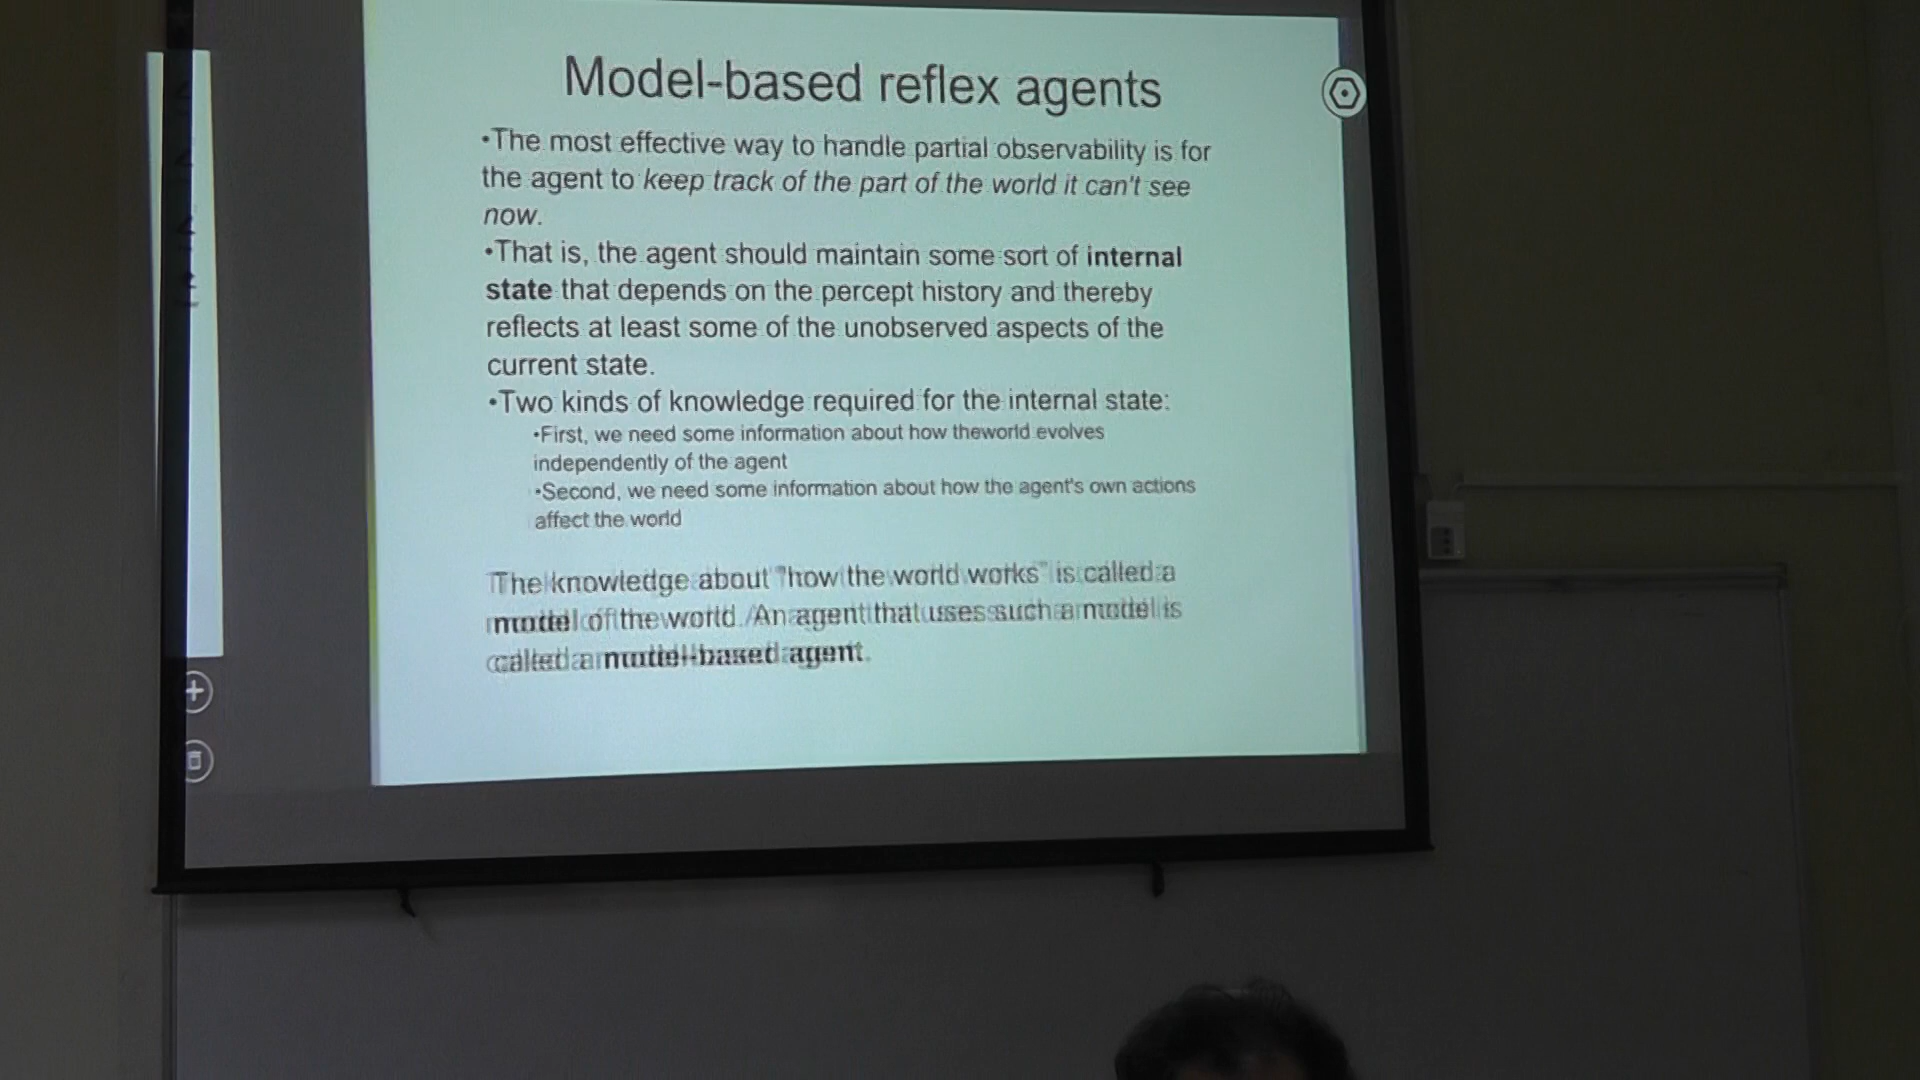 Model-based reflex agents
•The most effective way to handle partial observability is for
the agent to keep track of the part of the world it can't see
now.
•That is, the agent should maintain some sort of internal
state that depends on the percept history and thereby
reflects at least some of the unobserved aspects of the
current state.
•Two kinds of knowledge required for the internal state:
•First, we need some information about how theworld evolves
independently of the agent
•Second, we need some information about how the agent's own actions
affect the world
The knowledge about "how the world works" is called a
model of the world. An agent that uses such a model is
called a model-based agent.